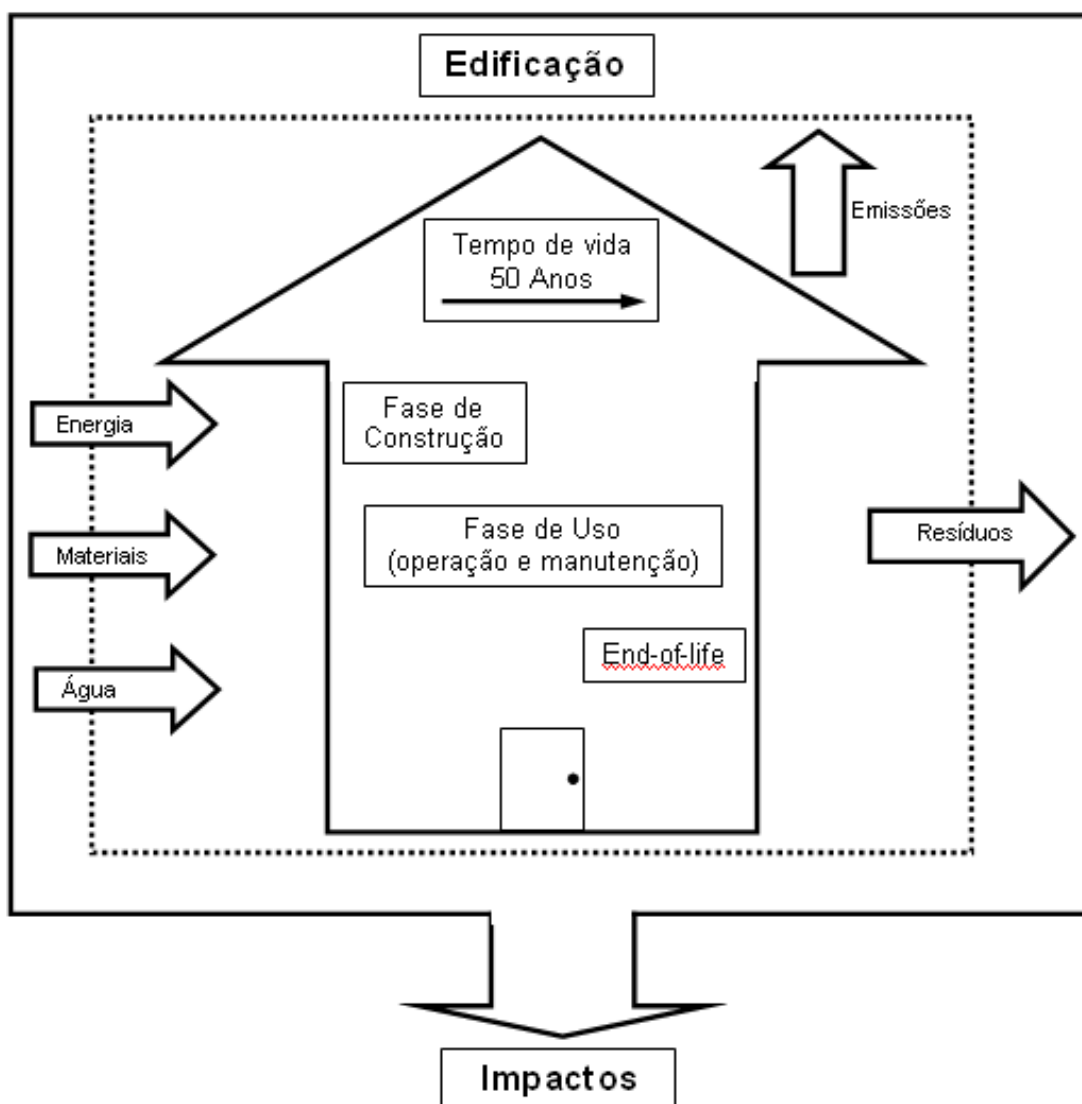 Edificação
Emissões
Tempo de vida
50 Anos
Energia
Fase de
Construção
Materiais
Fase de Uso
(operação e manutenção)
Resíduos
End-of-life
Água
Impactos